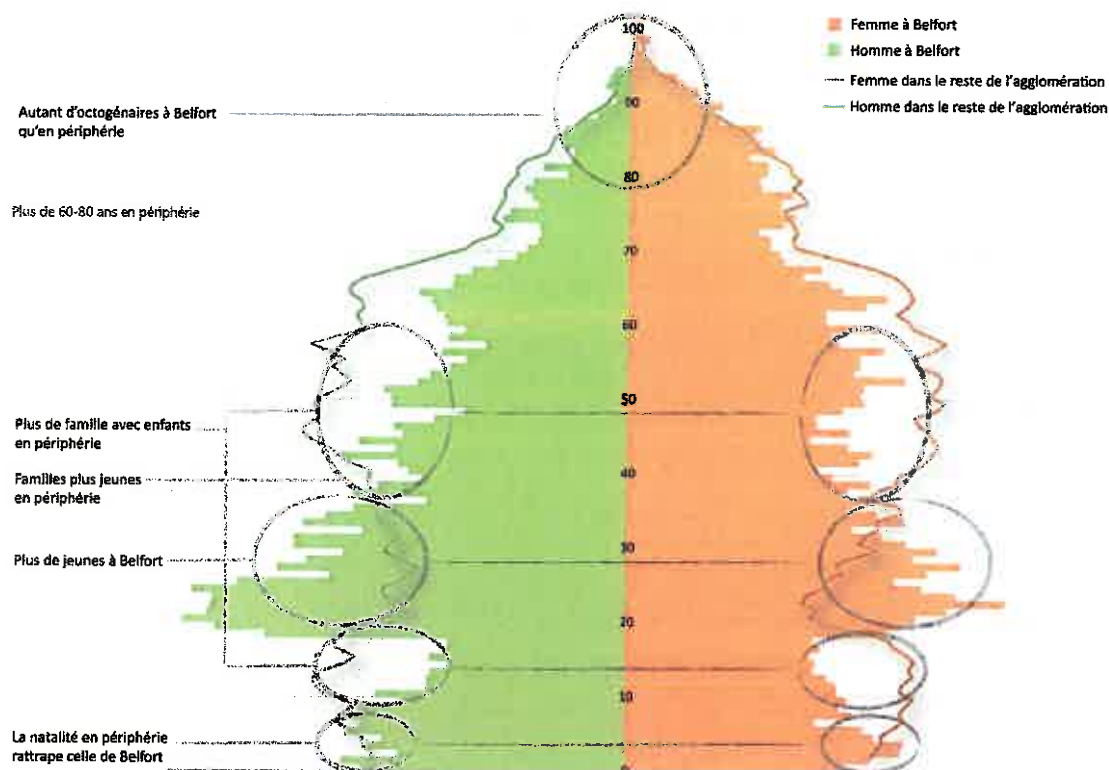 100
Femme à Belfort
Homme à Belfort
Femme dans le reste de l'agglomération
Homme dans le reste de l'agglomération
Autant d'octogénaires à Belfort
qu'en périphérie
90
80
Plus de 60-80 ans en périphérie
70
60
50
Plus de famille avec enfants
en périphérie
40
Familles plus jeunes
en périphérie
30
Plus de jeunes à Belfort
20
10
La natalité en périphérie
rattrape celle de Belfort